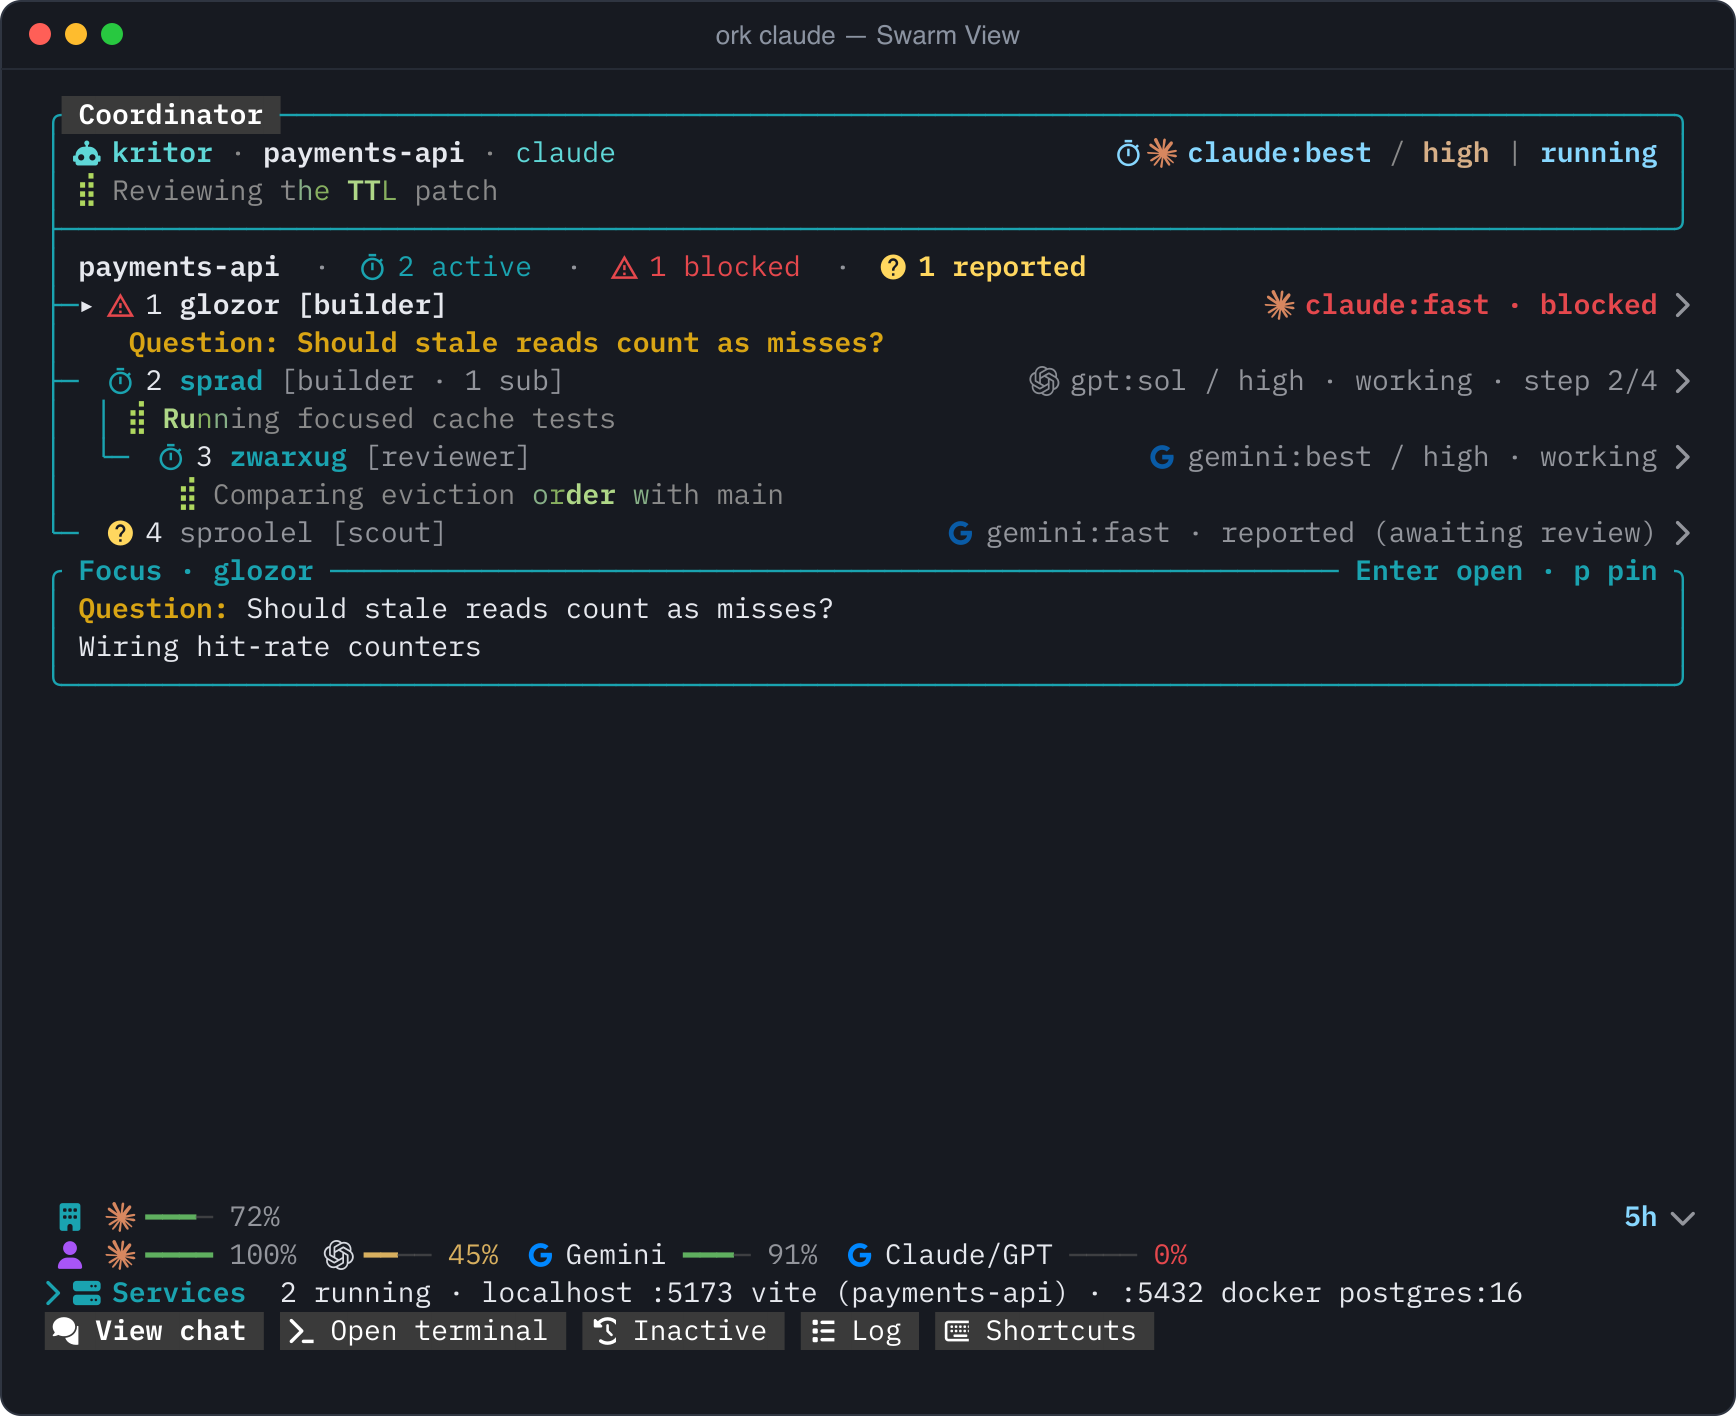 ork claude — Swarm View
Coordinator
kritor · payments-api · claude claude:best / high | running
Reviewing the TTL patch
payments-api · 2 active · 1 blocked · 1 reported
1 glozor [builder] claude:fast · blocked
Question: Should stale reads count as misses?
2 sprad [builder · 1 sub] gpt:sol / high · working · step 2/4
Running focused cache tests
3 zwarxug [reviewer] gemini:best / high · working
Comparing eviction order with main
4 sproolel [scout] gemini:fast · reported (awaiting review)
Focus · glozor Enter open · p pin
Question: Should stale reads count as misses?
Wiring hit-rate counters
72% 5h
100% 45% Gemini 91% Claude/GPT 0%
Services 2 running · localhost :5173 vite (payments-api) · :5432 docker postgres:16
View chat Open terminal Inactive Log Shortcuts